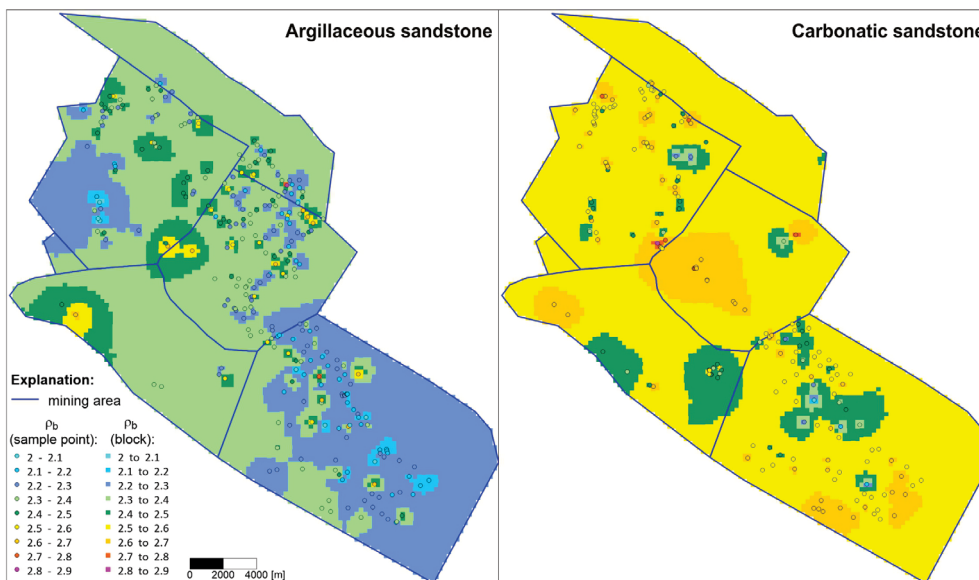 Argillaceous sandstone
Carbonatic sandstone
Explanation:
mining area
ρb ρb
(sample point): (block):
2 - 2.1 2 to 2.1
2.1 - 2.2 2.1 to 2.2
2.2 - 2.3 2.2 to 2.3
2.3 - 2.4 2.3 to 2.4
2.4 - 2.5 2.4 to 2.5
2.5 - 2.6 2.5 to 2.6
2.6 - 2.7 2.6 to 2.7
2.7 - 2.8 2.7 to 2.8
2.8 - 2.9 2.8 to 2.9
0 2000 4000 [m]